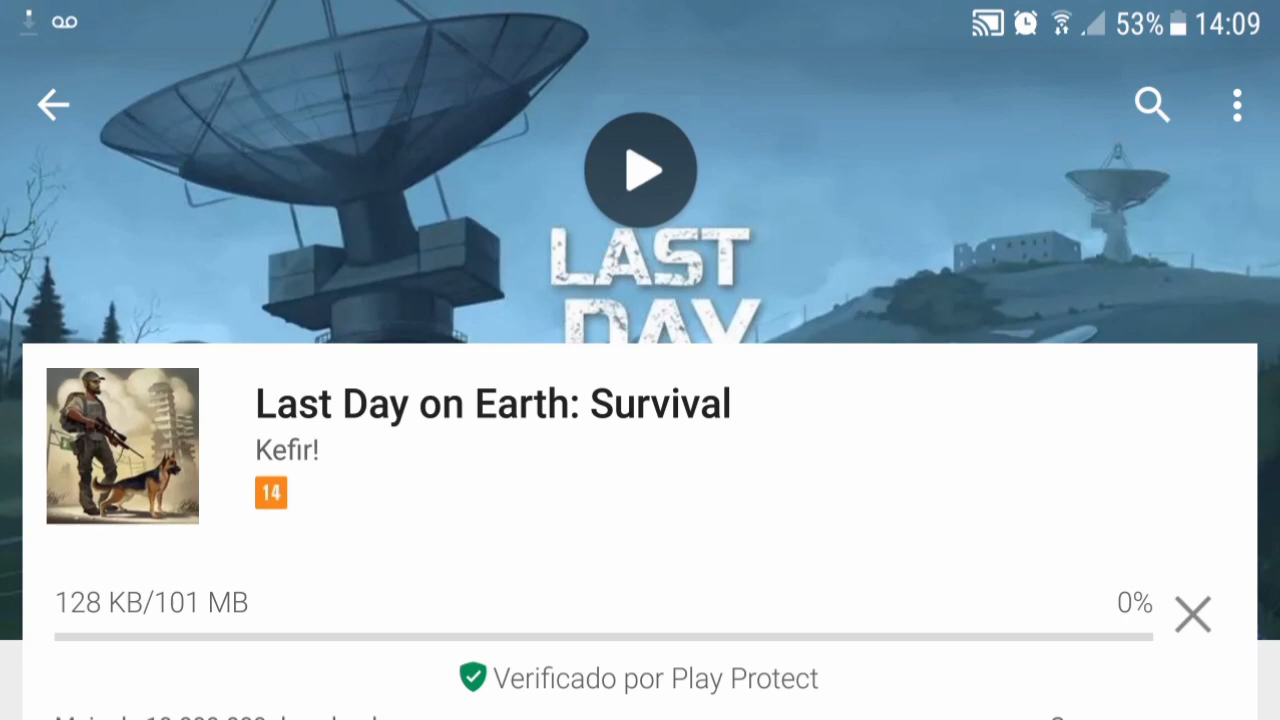 53% 14:09
LAST
DAY
Last Day on Earth: Survival
Kefir!
14
128 KB/101 MB 0%
Verificado por Play Protect